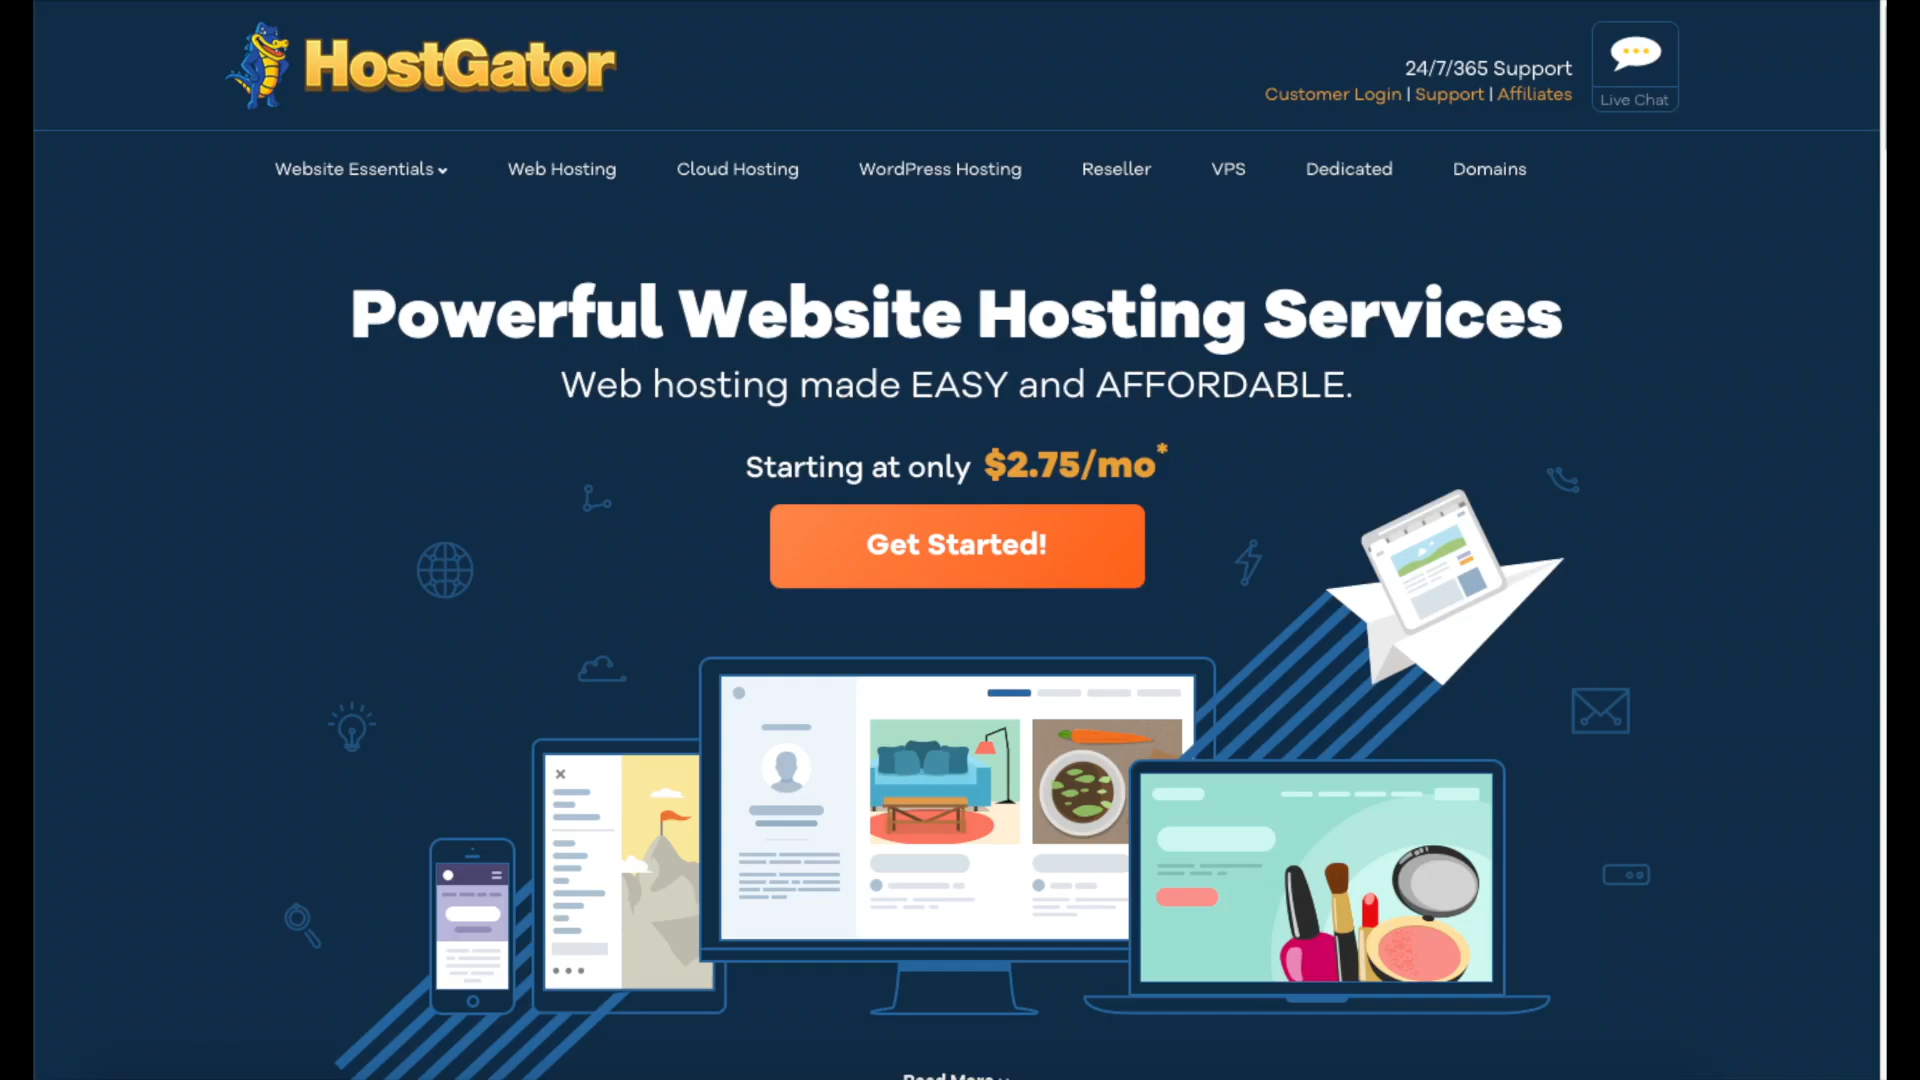 HostGator
24/7/365 Support
Customer Login | Support | Affiliates
Live Chat
Website Essentials
Web Hosting
Cloud Hosting
WordPress Hosting
Reseller
VPS
Dedicated
Domains
Powerful Website Hosting Services
Web hosting made EASY and AFFORDABLE.
Starting at only $2.75/mo*
Get Started!
Read More